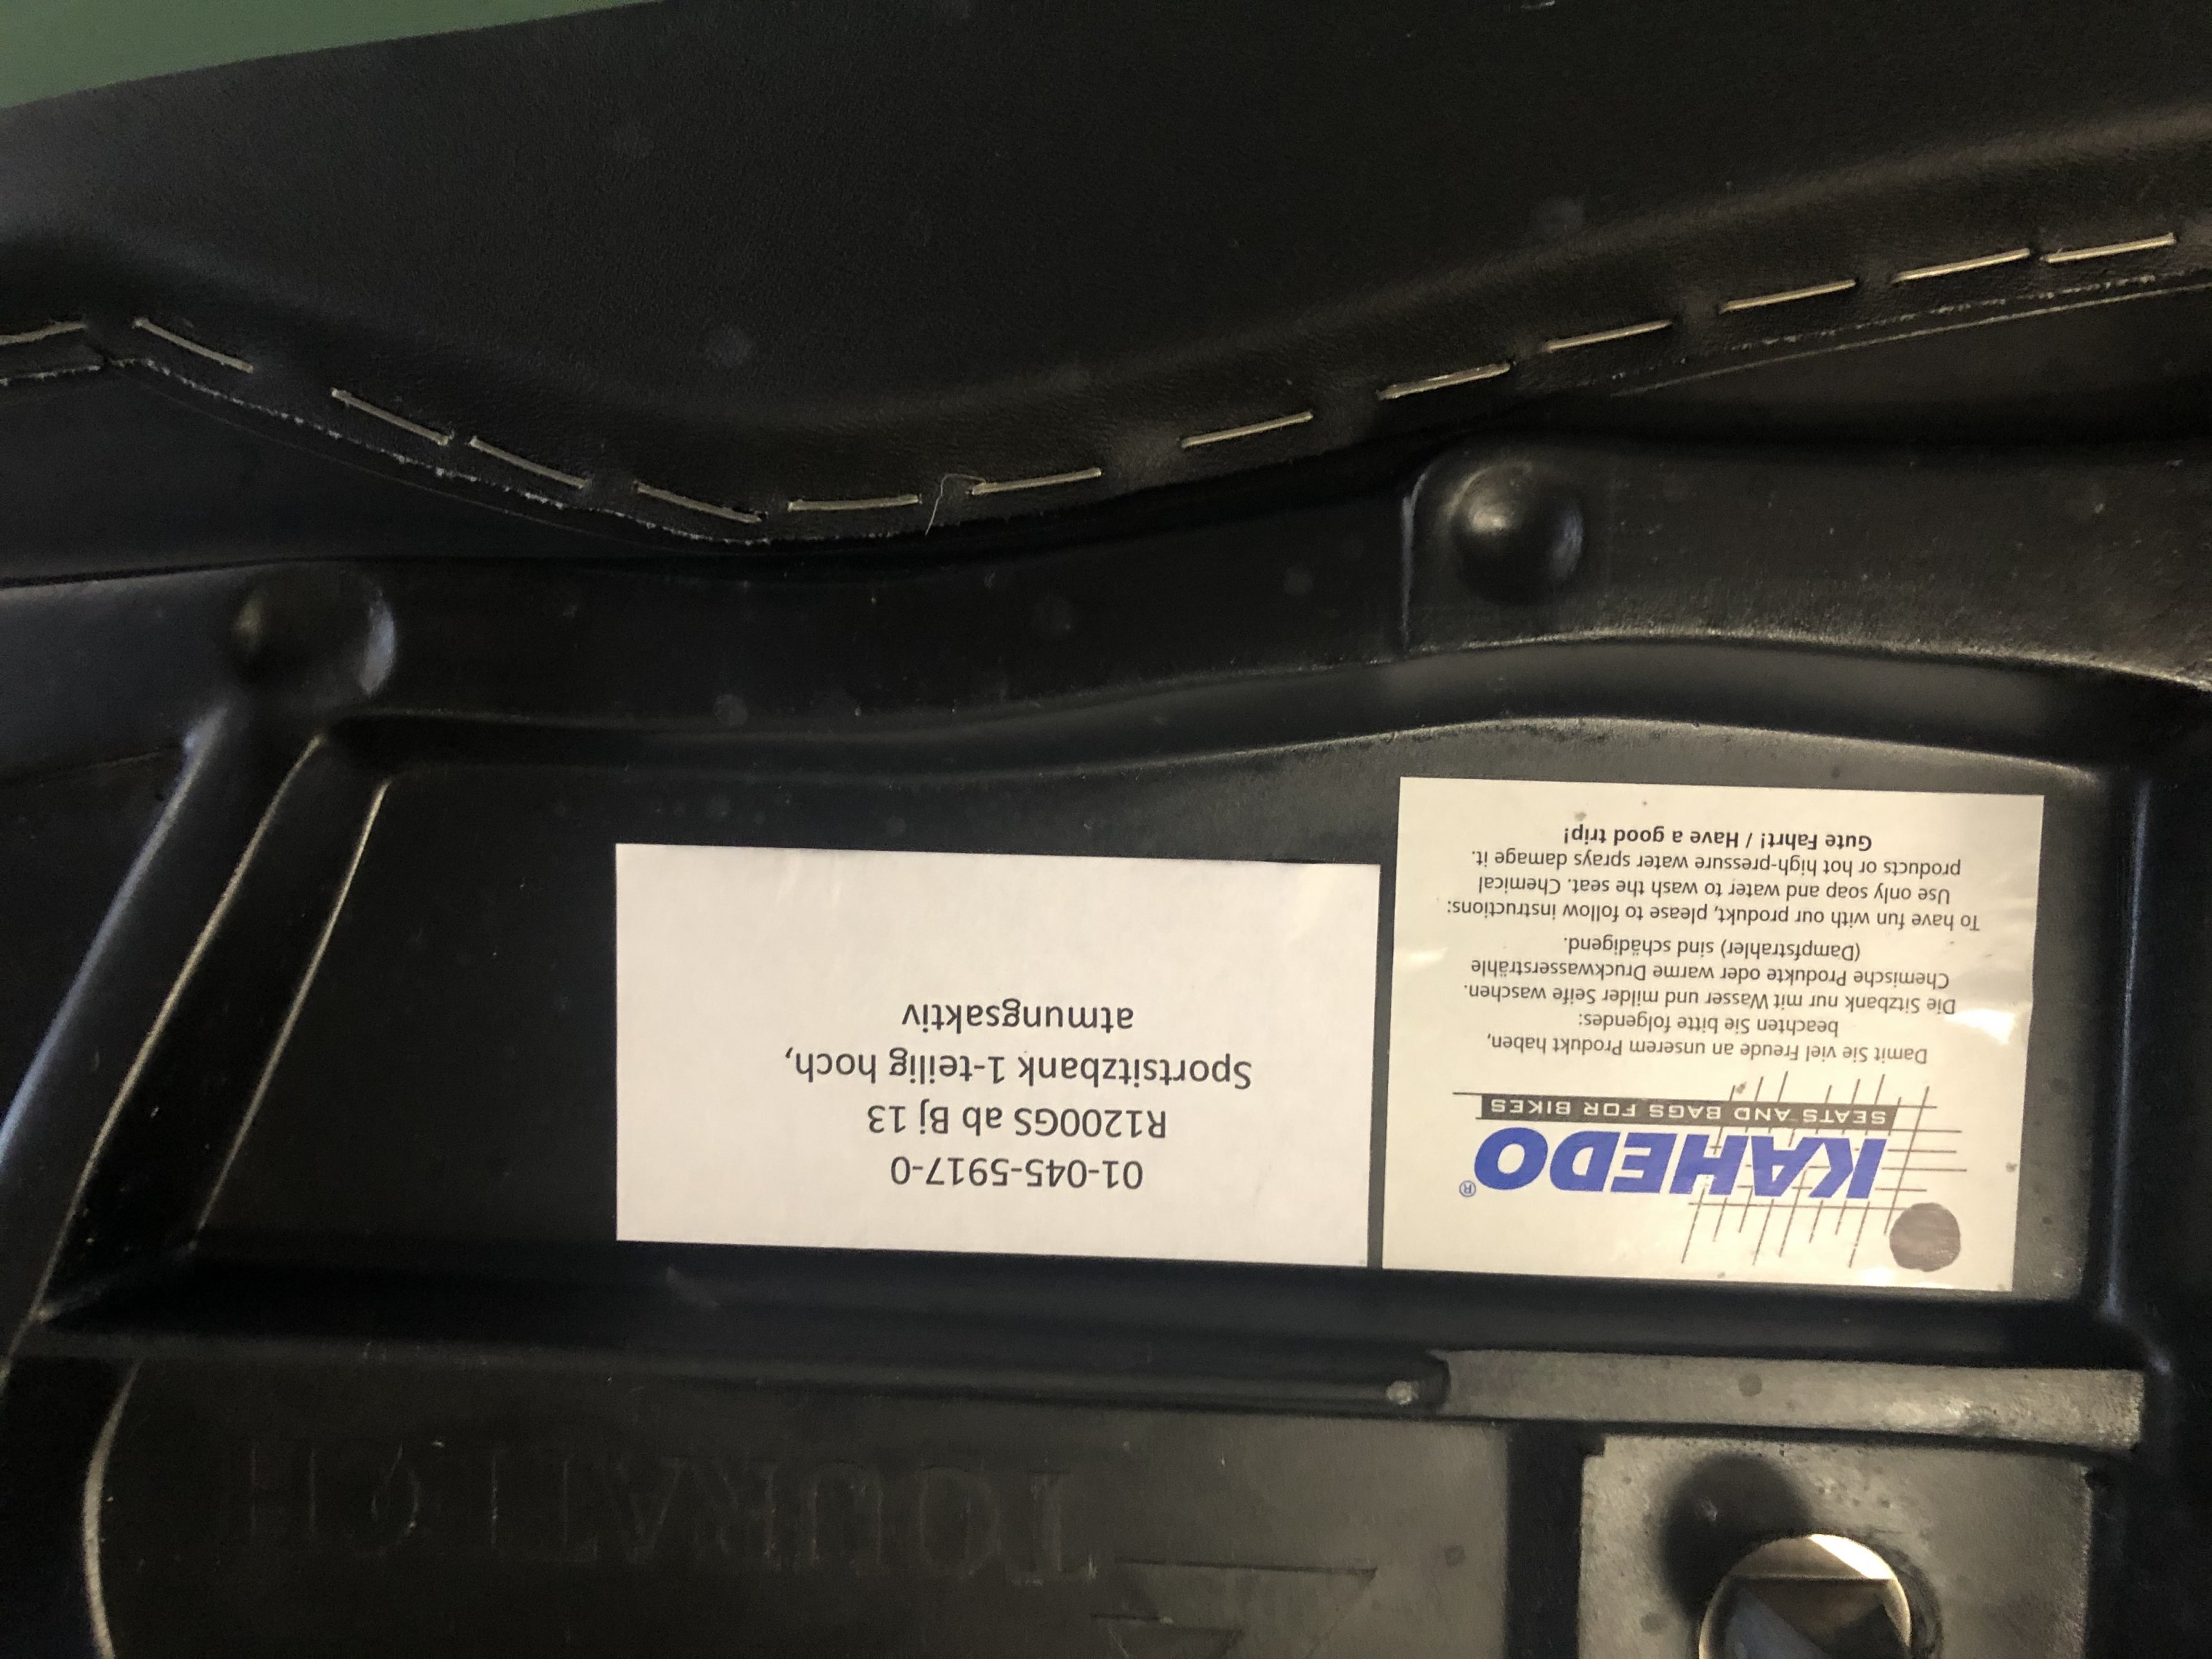 KAHEDO®
SEATS AND BAGS FOR BIKES
Damit Sie viel Freude an unserem Produkt haben,
beachten Sie bitte folgendes:
Die Sitzbank nur mit Wasser und milder Seife waschen.
Chemische Produkte oder warme Druckwassersträhle
(Dampfstrahler) sind schädigend.
To have fun with our produkt, please to follow instructions:
Use only soap and water to wash the seat. Chemical
products or hot high-pressure water sprays damage it.
Gute Fahrt! / Have a good trip!
01-045-5917-0
R1200GS ab Bj 13
Sportsitzbank 1-teilig hoch,
atmungsaktiv
TOURATECH